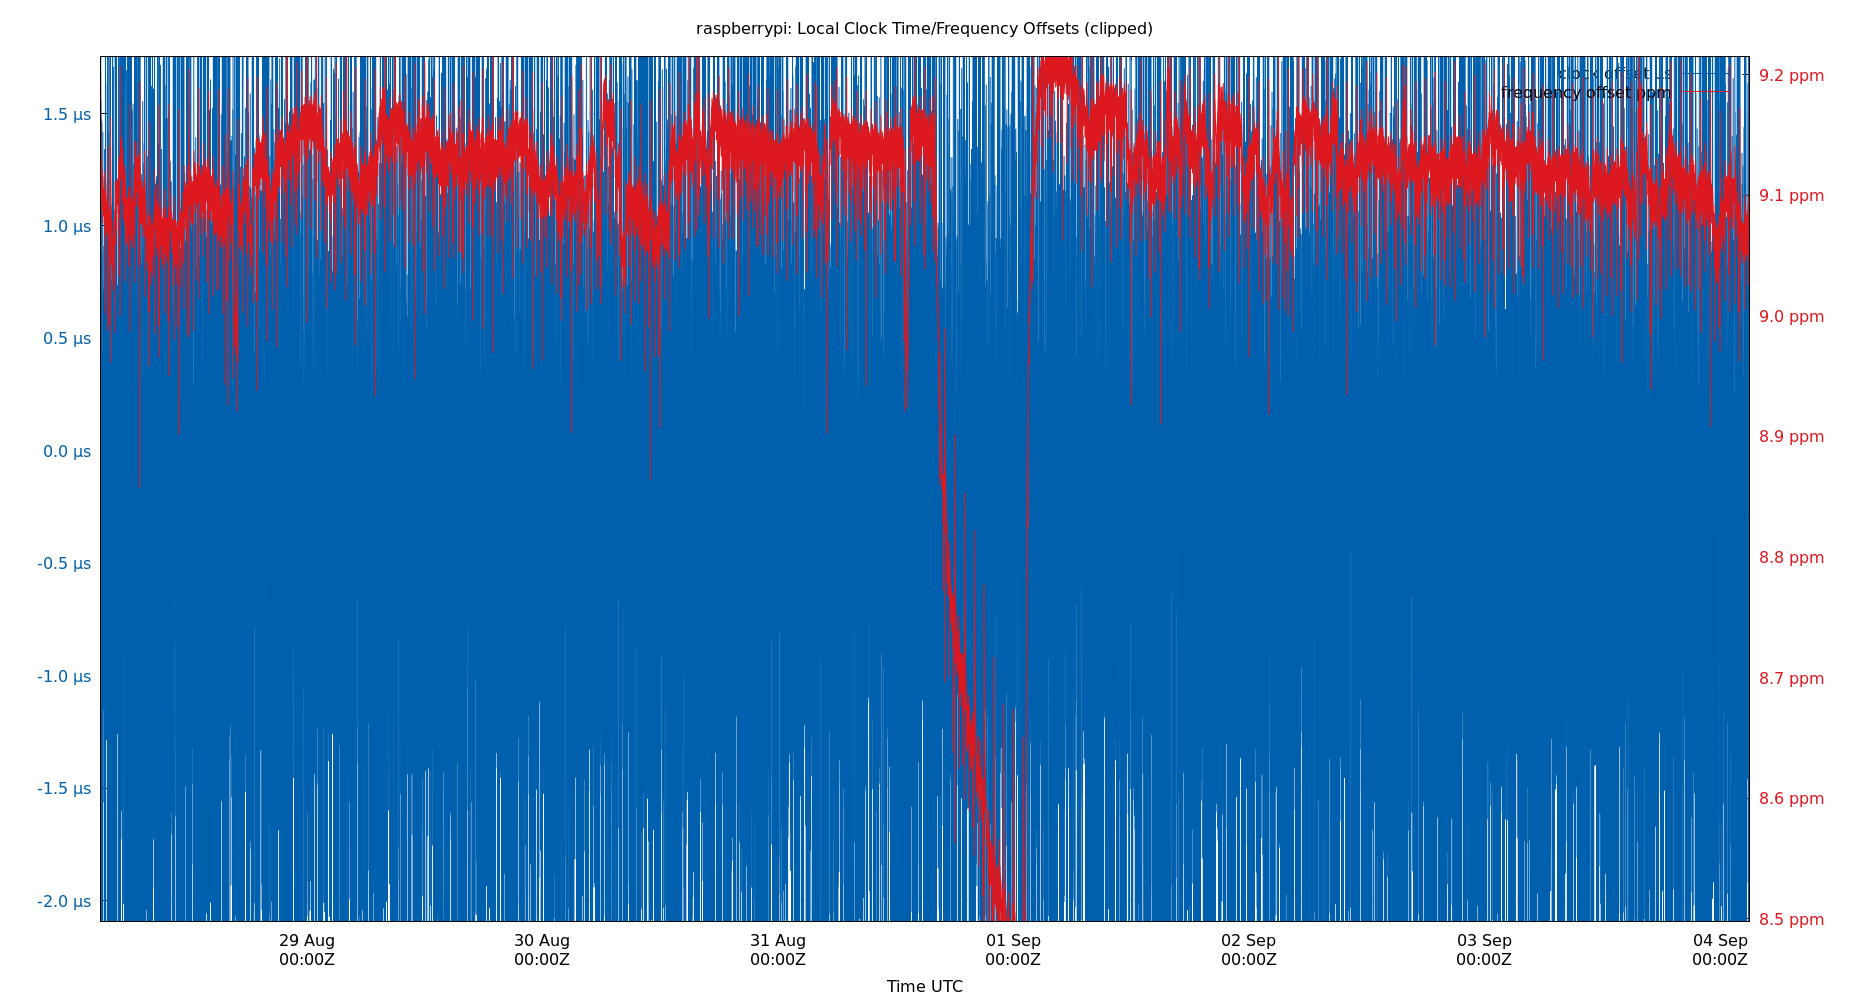 raspberrypi: Local Clock Time/Frequency Offsets (clipped)
clock offset µs
frequency offset ppm
1.5 µs
1.0 µs
0.5 µs
0.0 µs
-0.5 µs
-1.0 µs
-1.5 µs
-2.0 µs
9.2 ppm
9.1 ppm
9.0 ppm
8.9 ppm
8.8 ppm
8.7 ppm
8.6 ppm
8.5 ppm
29 Aug 30 Aug 31 Aug 01 Sep 02 Sep 03 Sep 04 Sep
00:00Z 00:00Z 00:00Z 00:00Z 00:00Z 00:00Z 00:00Z
Time UTC